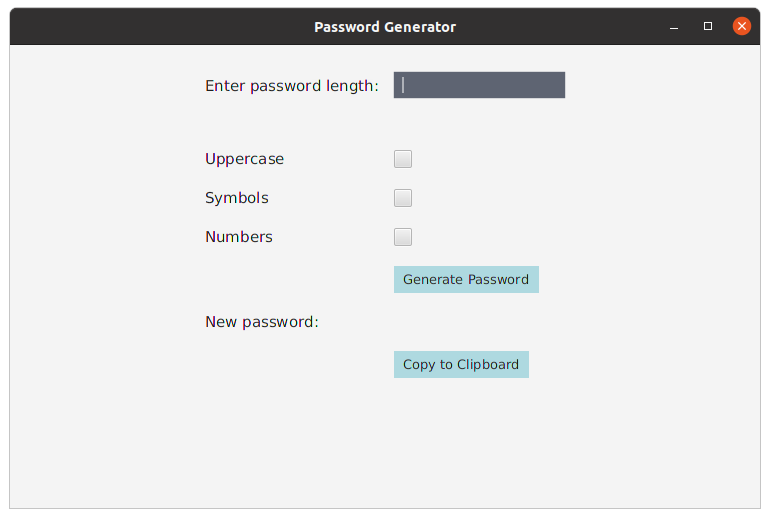 Password Generator
Enter password length:
Uppercase
Symbols
Numbers
Generate Password
New password:
Copy to Clipboard